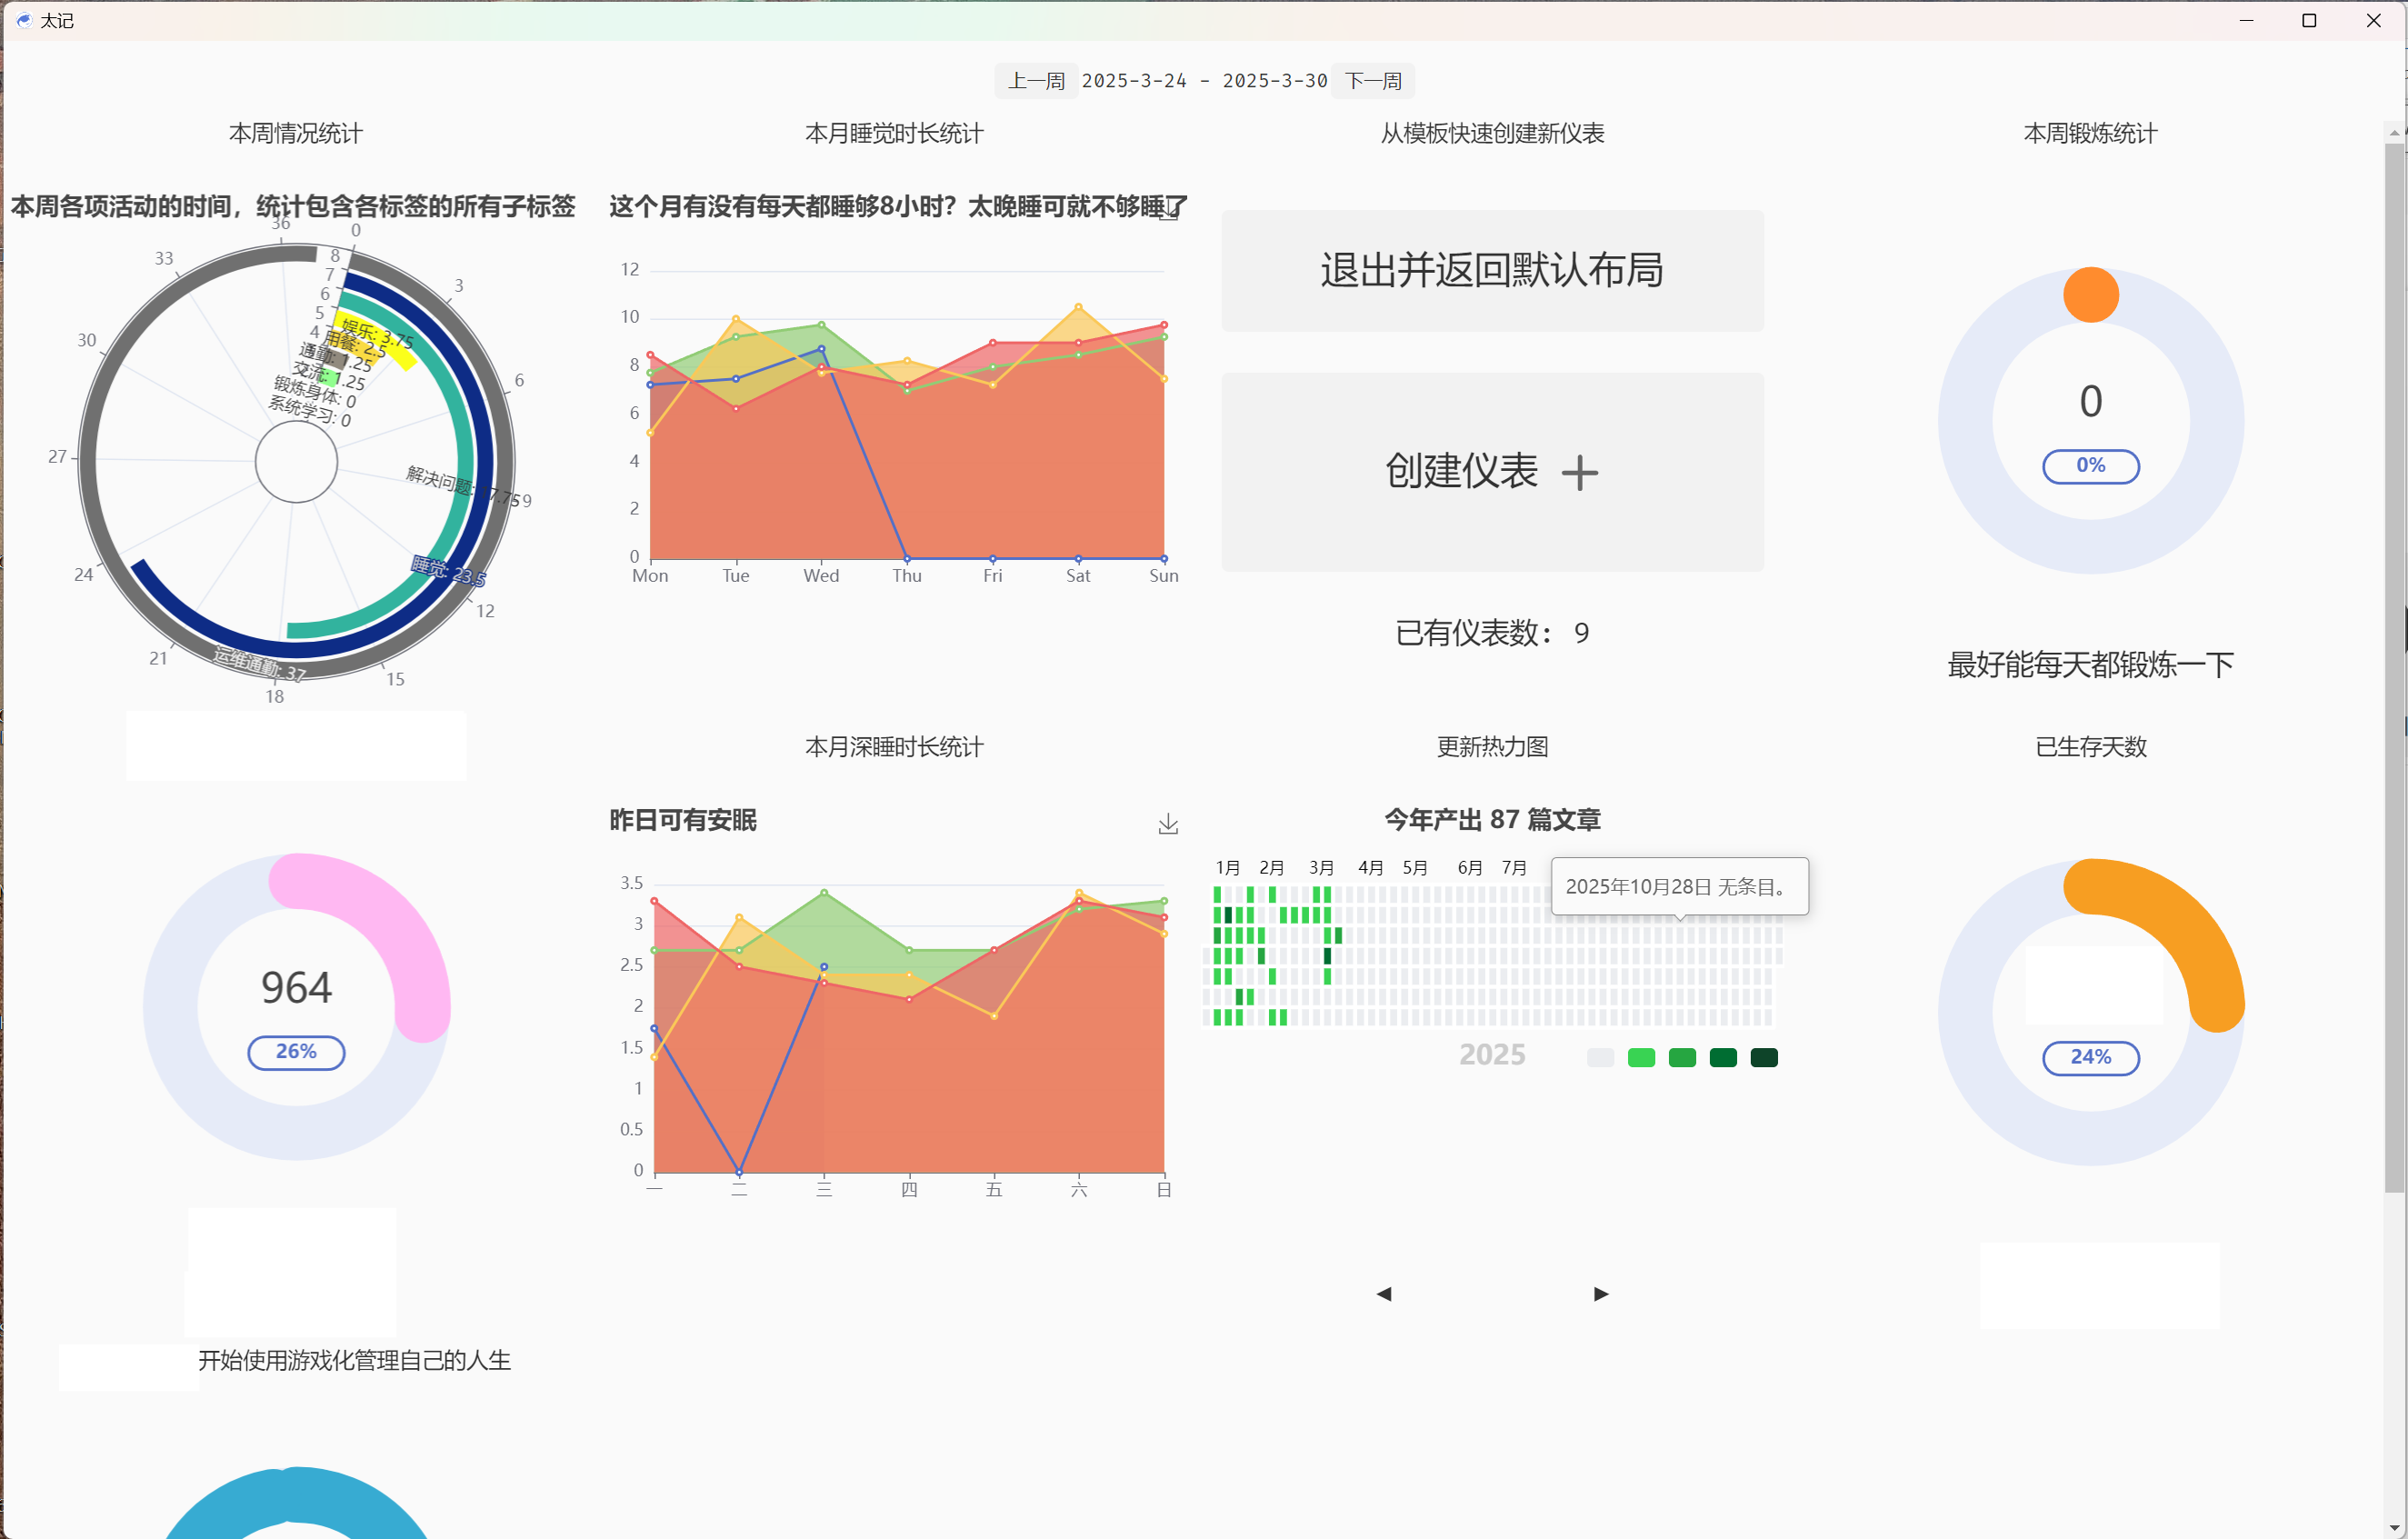 太记
上一周 2025-3-24 - 2025-3-30 下一周
本周情况统计
本周各项活动的时间，统计包含各标签的所有子标签
36
0
33
8
3
7
6
5
4
30
6
27
9
24
12
21
18
15
娱乐: 3.75
用餐: 2.5
通勤: 1.25
交流: 1.25
锻炼身体: 0
系统学习: 0
解决问题: 17.75
睡觉: 23.5
运维通勤: 37
本月睡觉时长统计
这个月有没有每天都睡够8小时？太晚睡可就不够睡了
12
10
8
6
4
2
0
Mon Tue Wed Thu Fri Sat Sun
从模板快速创建新仪表
退出并返回默认布局
创建仪表 +
已有仪表数： 9
本周锻炼统计
0
0%
最好能每天都锻炼一下
964
26%
本月深睡时长统计
昨日可有安眠
3.5
3
2.5
2
1.5
1
0.5
0
一 二 三 四 五 六 日
更新热力图
今年产出 87 篇文章
1月 2月 3月 4月 5月 6月 7月
2025年10月28日 无条目。
2025
◀ ▶
已生存天数
24%
开始使用游戏化管理自己的人生